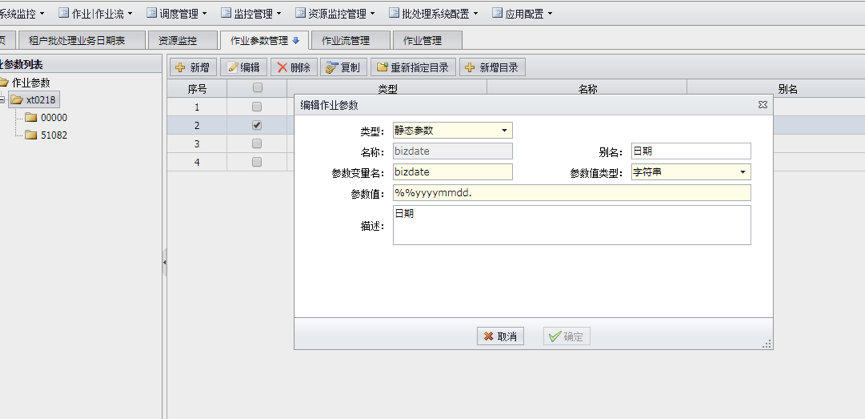 系统监控 作业|作业流 调度管理 监控管理 资源监控管理 批处理系统配置 应用配置
页 租户批处理业务日期表 资源监控 作业参数管理 作业流管理 作业管理
业参数列表
新增 编辑 删除 复制 重新指定目录 新增目录
作业参数
xt0218
00000
51082
序号 类型 名称 别名
1
2
3
4
编辑作业参数
类型: 静态参数
名称: bizdate 别名: 日期
参数变量名: bizdate 参数值类型: 字符串
参数值: %%yyyymmdd.
描述: 日期
取消 确定